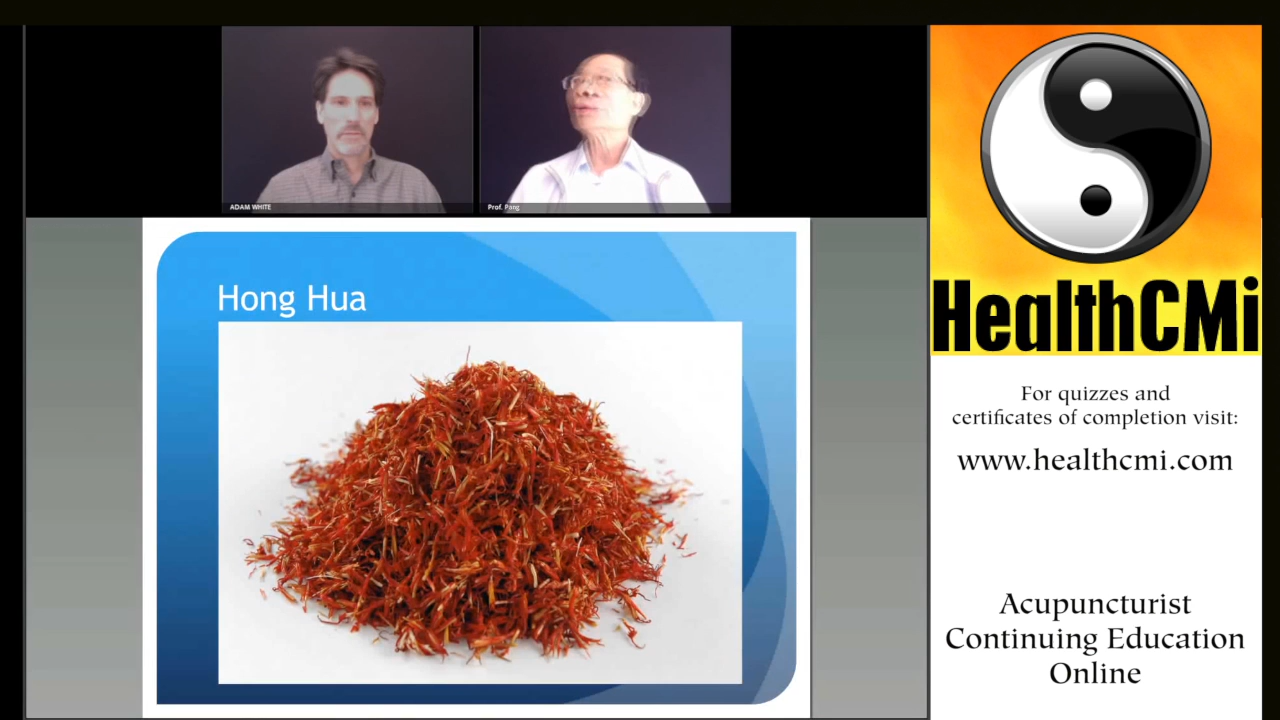 ADAM WHITE
Prof. Pang
Hong Hua
HealthCMi
For quizzes and
certificates of completion visit:
www.healthcmi.com
Acupuncturist
Continuing Education
Online